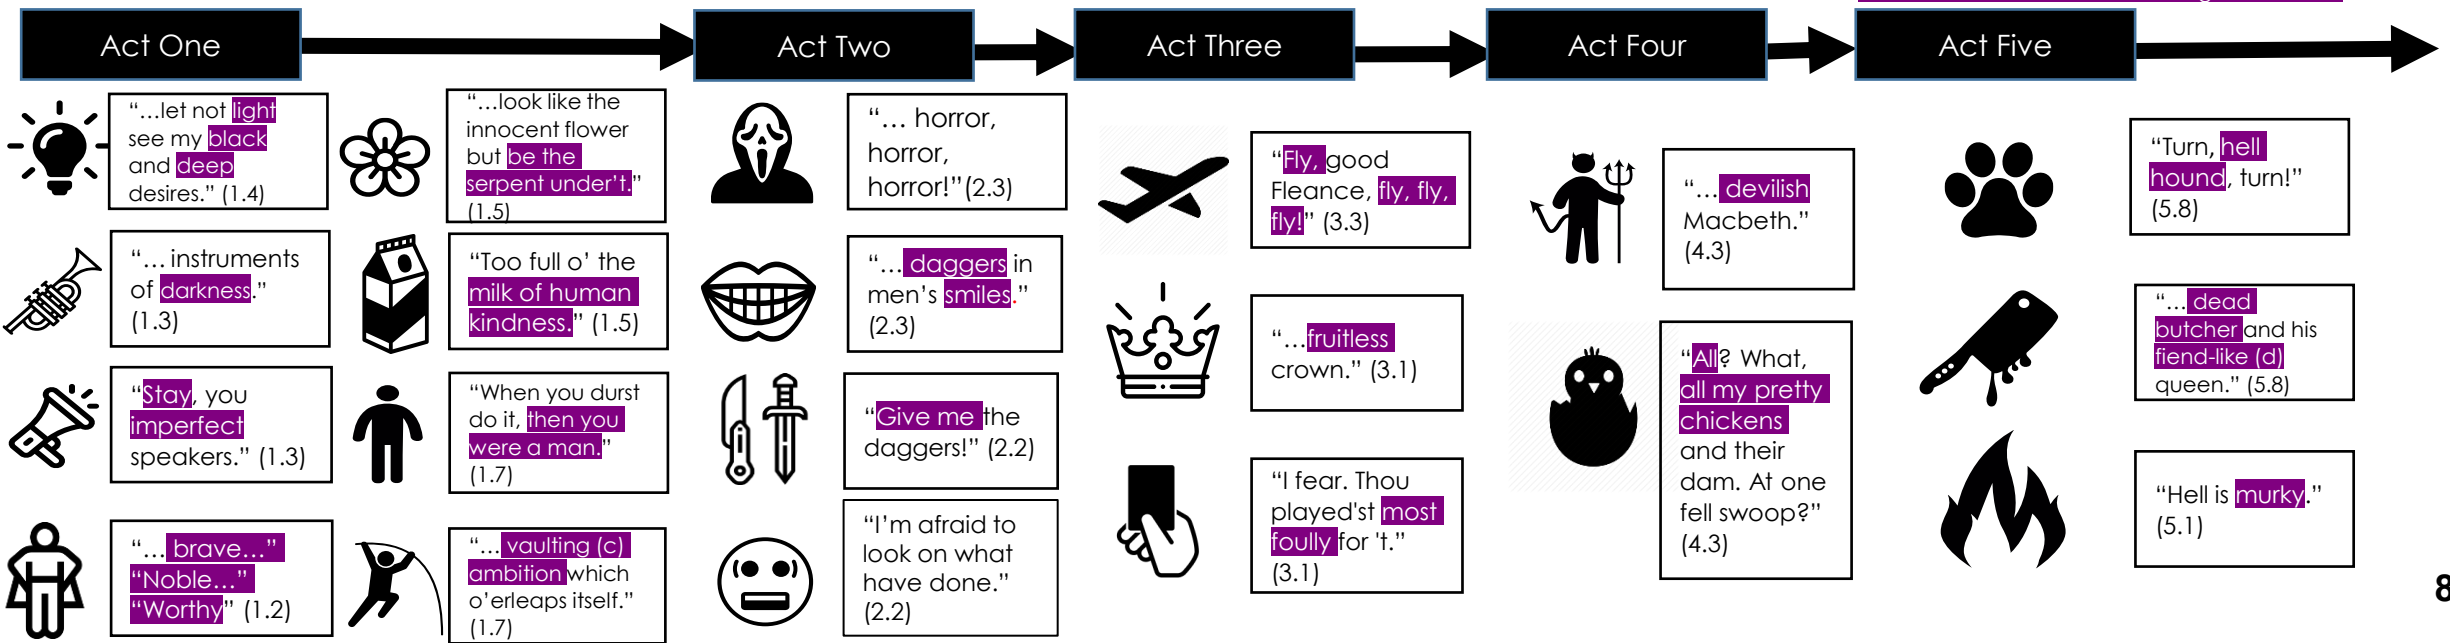 Act One
Act Two
Act Three
Act Four
Act Five
“…let not light
see my black
and deep
desires.” (1.4)
“… instruments
of darkness.”
(1.3)
“Stay, you
imperfect
speakers.” (1.3)
“… brave…”
“Noble…”
“Worthy” (1.2)
“…look like the
innocent flower
but be the
serpent under’t.”
(1.5)
“Too full o’ the
milk of human
kindness.” (1.5)
“When you durst
do it, then you
were a man.”
(1.7)
“… vaulting (c)
ambition which
o’erleaps itself.”
(1.7)
“… horror,
horror,
horror!”(2.3)
“… daggers in
men’s smiles.”
(2.3)
“Give me the
daggers!” (2.2)
“I’m afraid to
look on what
have done.”
(2.2)
“Fly, good
Fleance, fly, fly,
fly!” (3.3)
“…fruitless
crown.” (3.1)
“I fear. Thou
played'st most
foully for 't.”
(3.1)
“… devilish
Macbeth.”
(4.3)
“All? What,
all my pretty
chickens
and their
dam. At one
fell swoop?”
(4.3)
“Turn, hell
hound, turn!”
(5.8)
“… dead
butcher and his
fiend-like (d)
queen.” (5.8)
“Hell is murky.”
(5.1)
8